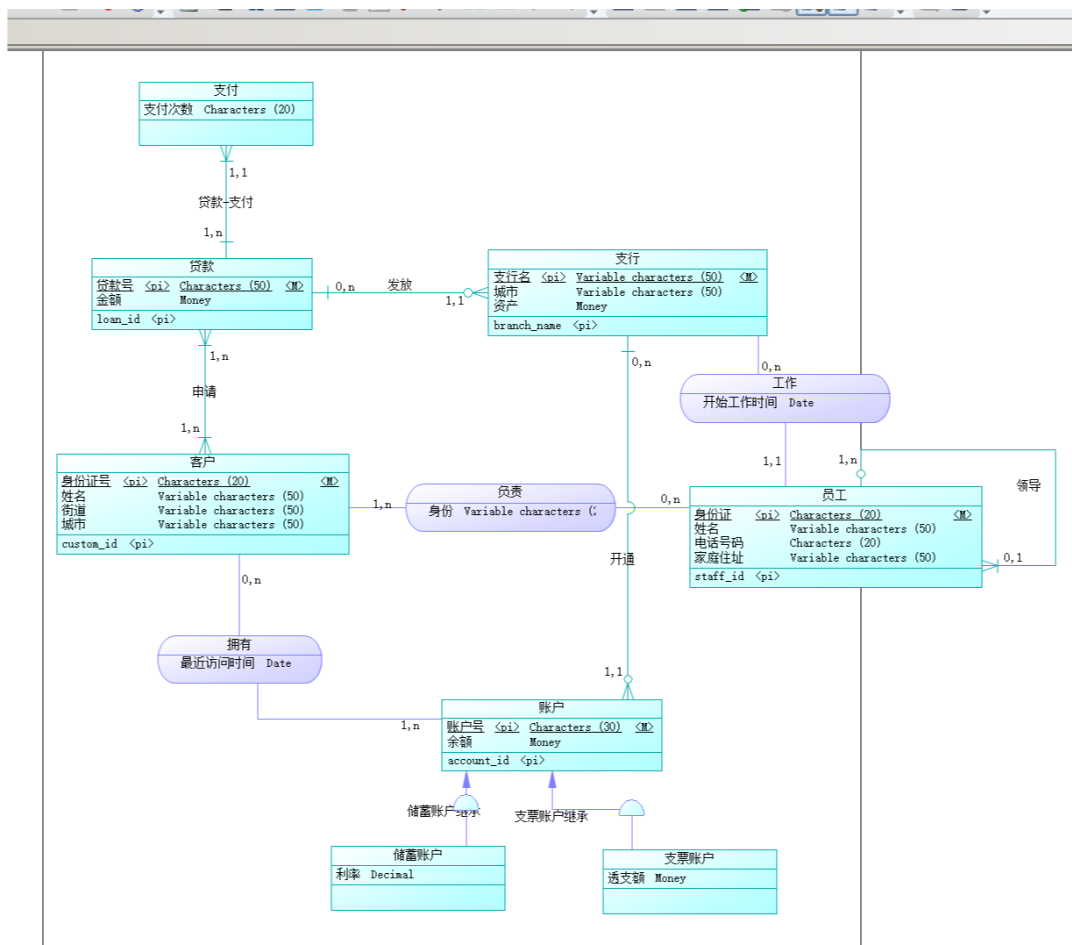 支付
支付次数 Characters (20)
1,1
贷款-支付
1,n
贷款
贷款号 <pi> Characters (50) <M>
金额 Money
loan_id <pi>
0,n
发放
1,1
支行
支行名 <pi> Variable characters (50) <M>
城市 Variable characters (50)
资产 Money
branch_name <pi>
1,n
申请
1,n
0,n
0,n
工作
开始工作时间 Date
1,1
1,n
领导
0,1
客户
身份证号 <pi> Characters (20) <M>
姓名 Variable characters (50)
街道 Variable characters (50)
城市 Variable characters (50)
custom_id <pi>
1,n
负责
身份 Variable characters (2
0,n
员工
身份证 <pi> Characters (20) <M>
姓名 Variable characters (50)
电话号码 Characters (20)
家庭住址 Variable characters (50)
staff_id <pi>
开通
0,n
拥有
最近访问时间 Date
1,n
1,1
账户
账户号 <pi> Characters (30) <M>
余额 Money
account_id <pi>
储蓄账户继承
支票账户继承
储蓄账户
利率 Decimal
支票账户
透支额 Money